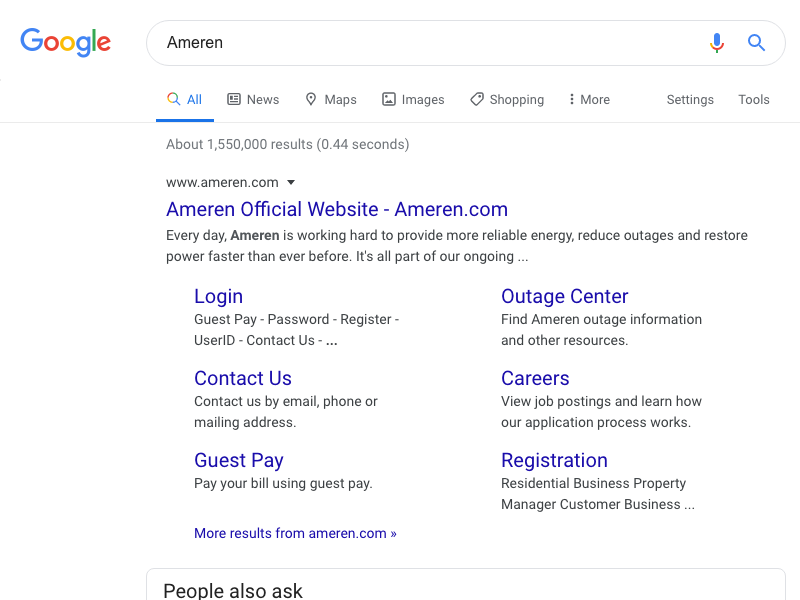 Google
Ameren
All News Maps Images Shopping More Settings Tools
About 1,550,000 results (0.44 seconds)
www.ameren.com
Ameren Official Website - Ameren.com
Every day, Ameren is working hard to provide more reliable energy, reduce outages and restore
power faster than ever before. It's all part of our ongoing ...
Login
Guest Pay - Password - Register -
UserID - Contact Us - ...
Outage Center
Find Ameren outage information
and other resources.
Contact Us
Contact us by email, phone or
mailing address.
Careers
View job postings and learn how
our application process works.
Guest Pay
Pay your bill using guest pay.
Registration
Residential Business Property
Manager Customer Business ...
More results from ameren.com »
People also ask